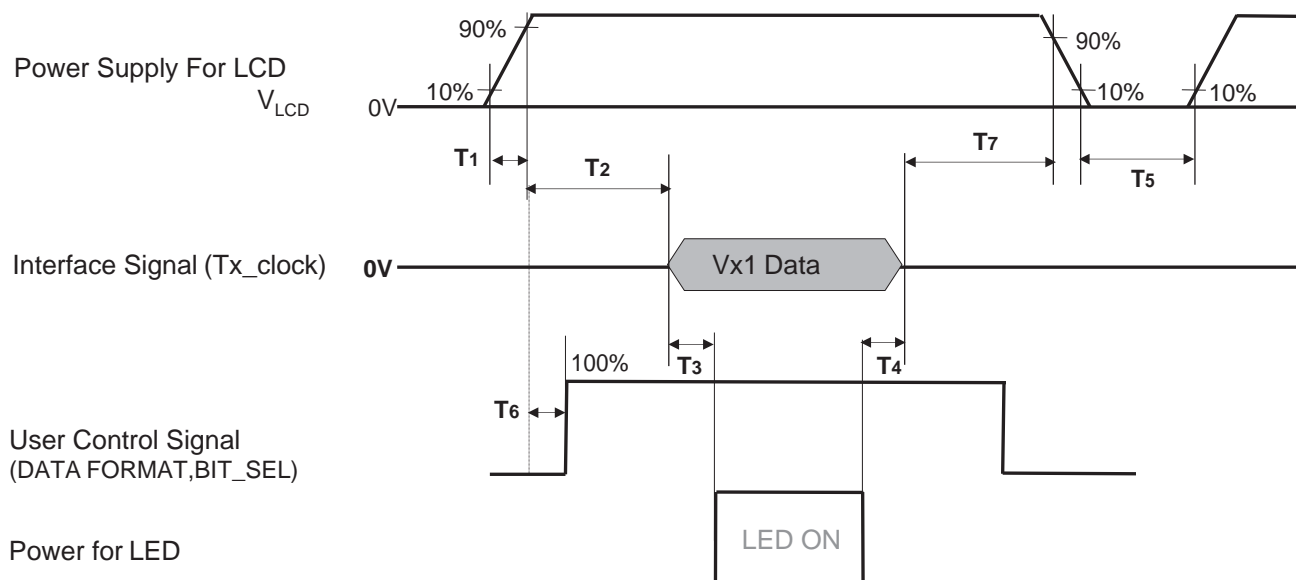 90%
90%
Power Supply For LCD
10%
10%
10%
V_LCD
0V
T1
T2
T7
T5
Interface Signal (Tx_clock)
0V
Vx1 Data
T3
T4
100%
T6
User Control Signal
(DATA FORMAT,BIT_SEL)
LED ON
Power for LED